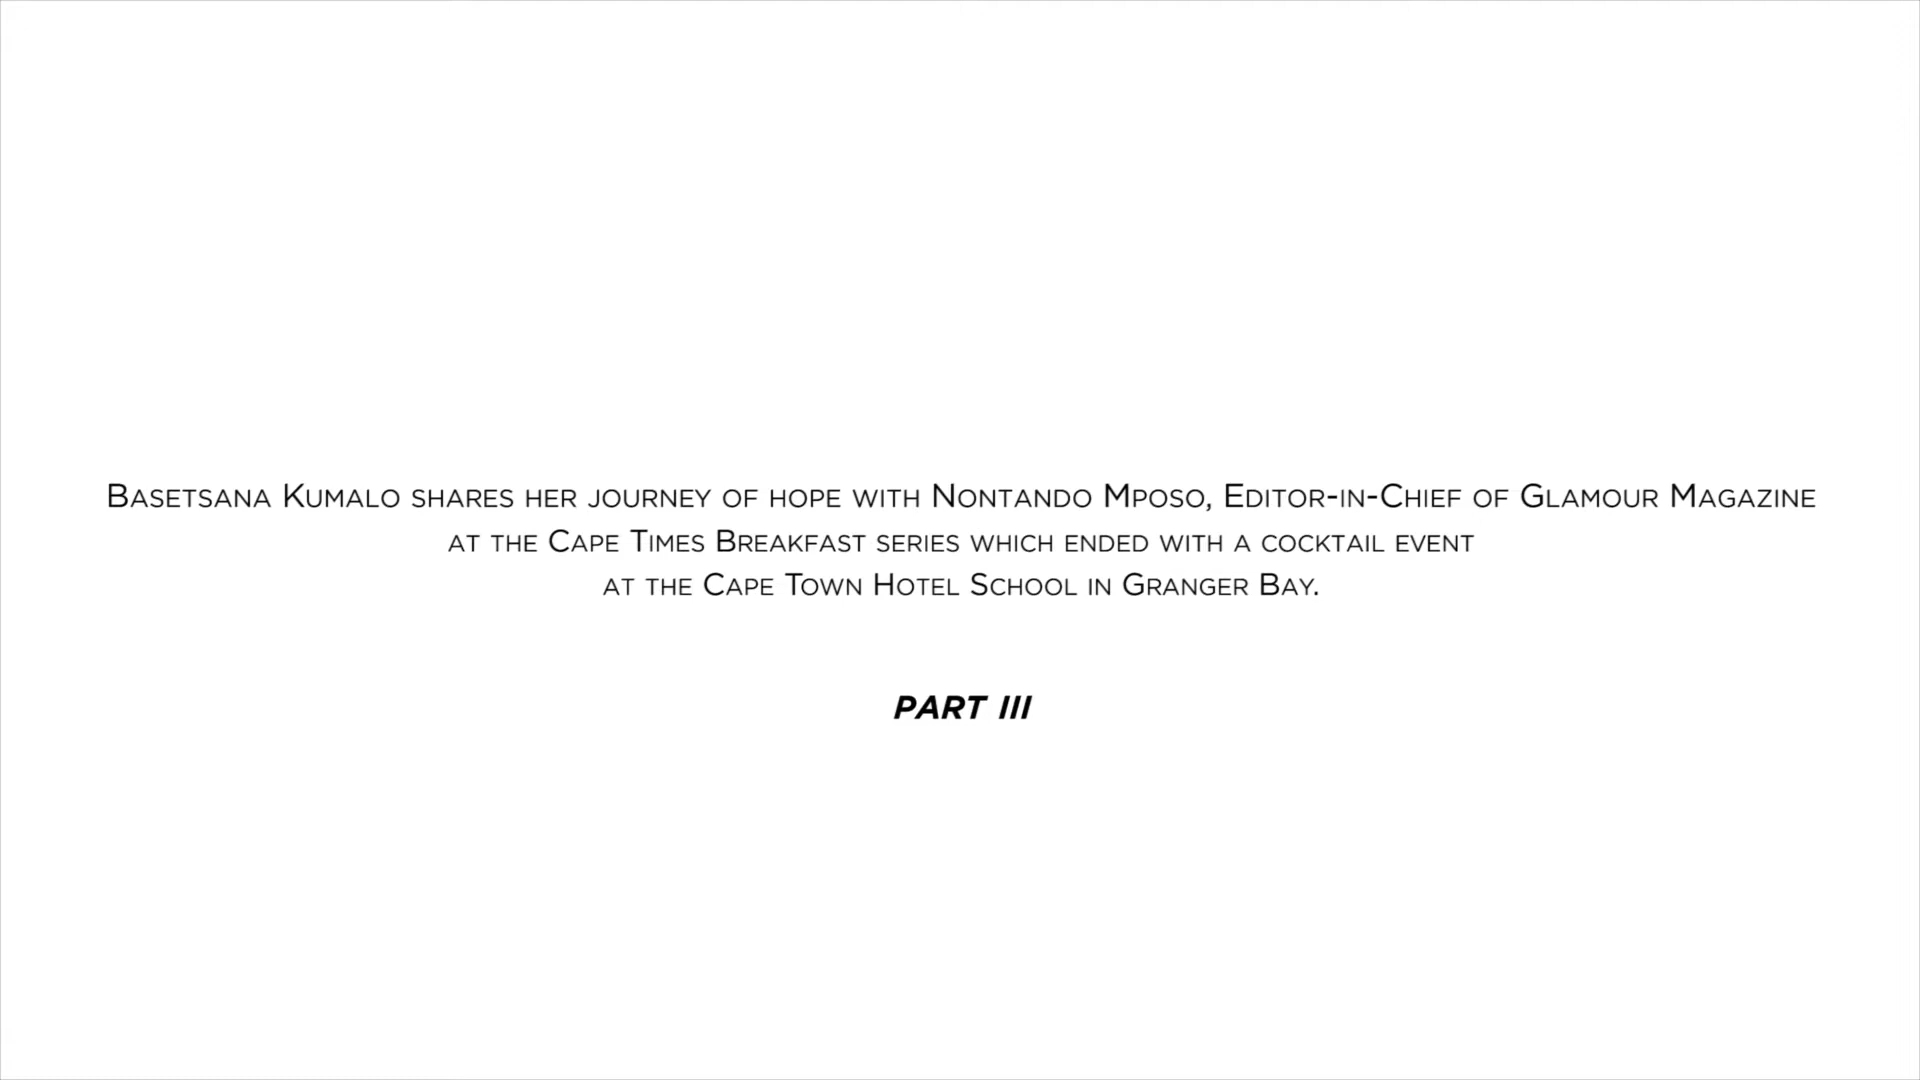 Basetsana Kumalo shares her journey of hope with Nontando Mposo, Editor-in-Chief of Glamour Magazine
at the Cape Times Breakfast series which ended with a cocktail event
at the Cape Town Hotel School in Granger Bay.
PART III